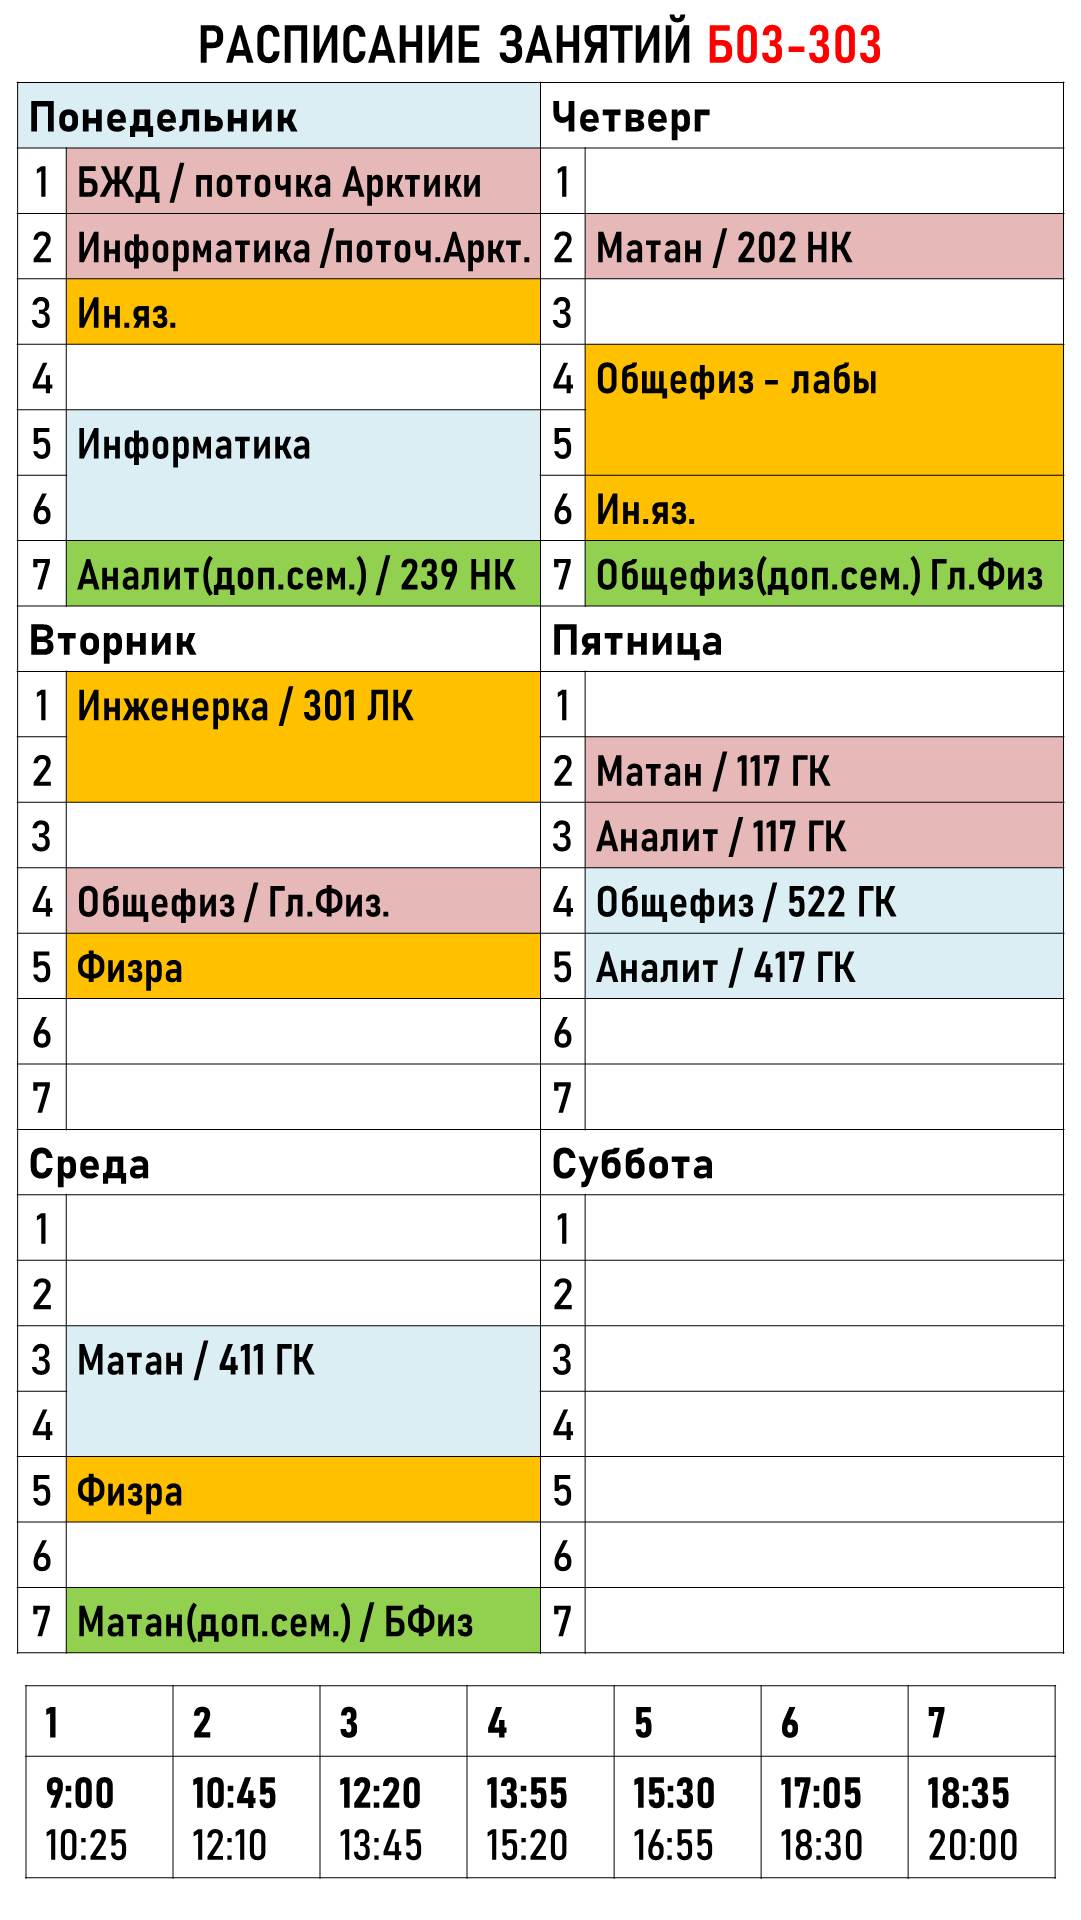 РАСПИСАНИЕ ЗАНЯТИЙ Б03-303
Понедельник
1 БЖД / поточка Арктики
2 Информатика /поточ.Аркт.
3 Ин.яз.
4
5 Информатика
6
7 Аналит(доп.сем.) / 239 НК
Вторник
1 Инженерка / 301 ЛК
2
3
4 Общефиз / Гл.Физ.
5 Физра
6
7
Среда
1
2
3 Матан / 411 ГК
4
5 Физра
6
7 Матан(доп.сем.) / БФиз
Четверг
1
2 Матан / 202 НК
3
4 Общефиз - лабы
5
6 Ин.яз.
7 Общефиз(доп.сем.) Гл.Физ
Пятница
1
2 Матан / 117 ГК
3 Аналит / 117 ГК
4 Общефиз / 522 ГК
5 Аналит / 417 ГК
6
7
Суббота
1
2
3
4
5
6
7
1 2 3 4 5 6 7
9:00 10:45 12:20 13:55 15:30 17:05 18:35
10:25 12:10 13:45 15:20 16:55 18:30 20:00